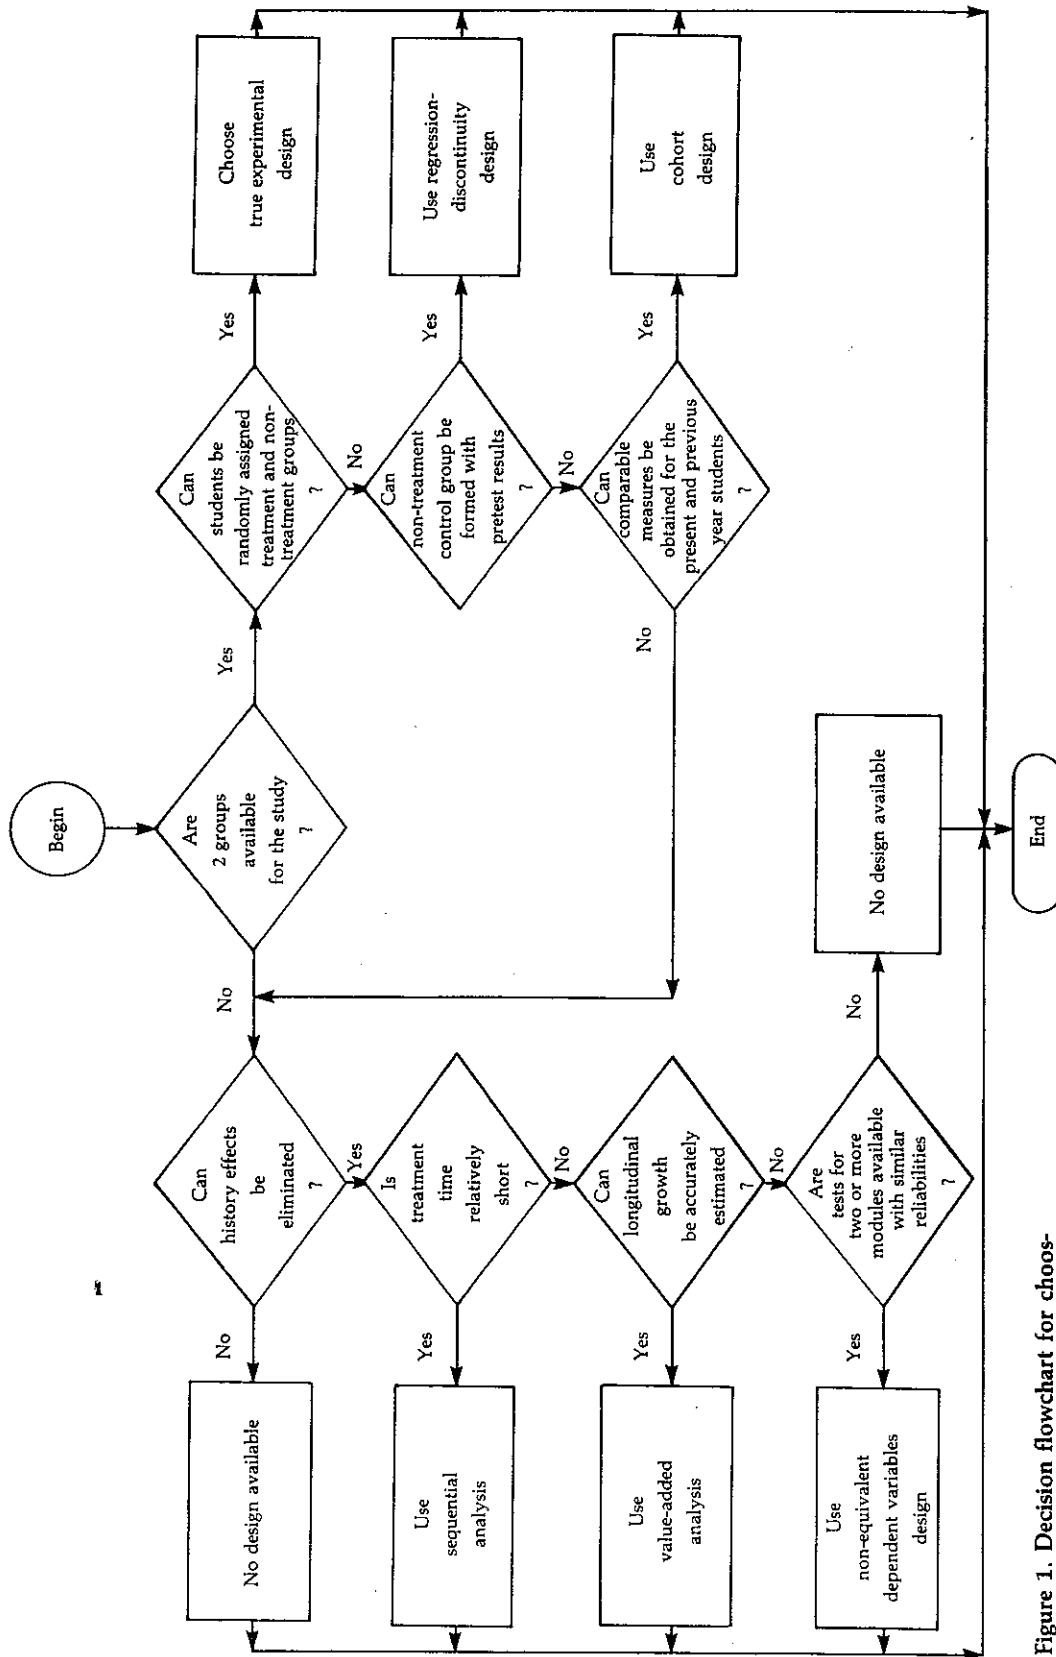 Begin
Are
2 groups
available
for the study
?
No
Yes
Can
history effects
be
eliminated
?
No
Yes
No design available
Is
treatment
time
relatively
short
?
Yes
No
Use
sequential
analysis
Can
longitudinal
growth
be accurately
estimated
?
Yes
No
Use
value-added
analysis
Are
tests for
two or more
modules available
with similar
reliabilities
?
Yes
No
Use
non-equivalent
dependent variables
design
No design available
Can
students be
randomly assigned
treatment and non-
treatment groups
?
Yes
No
Choose
true experimental
design
Can
non-treatment
control group be
formed with
pretest results
?
Yes
No
Use regression-
discontinuity
design
Can
comparable
measures be
obtained for the
present and previous
year students
?
Yes
No
Use
cohort
design
End
Figure 1. Decision flowchart for choos-